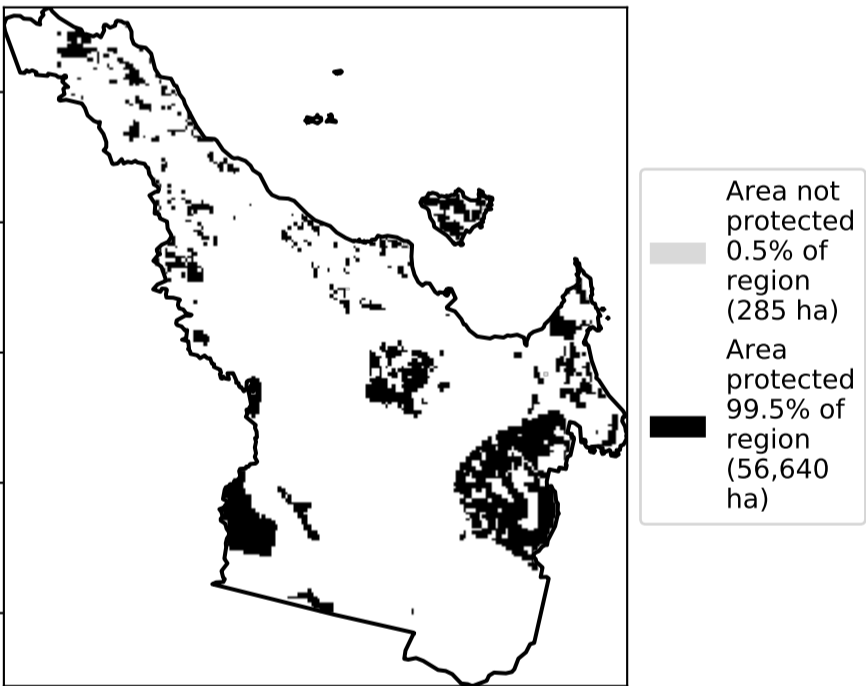 Area not
protected
0.5% of
region
(285 ha)
Area
protected
99.5% of
region
(56,640
ha)